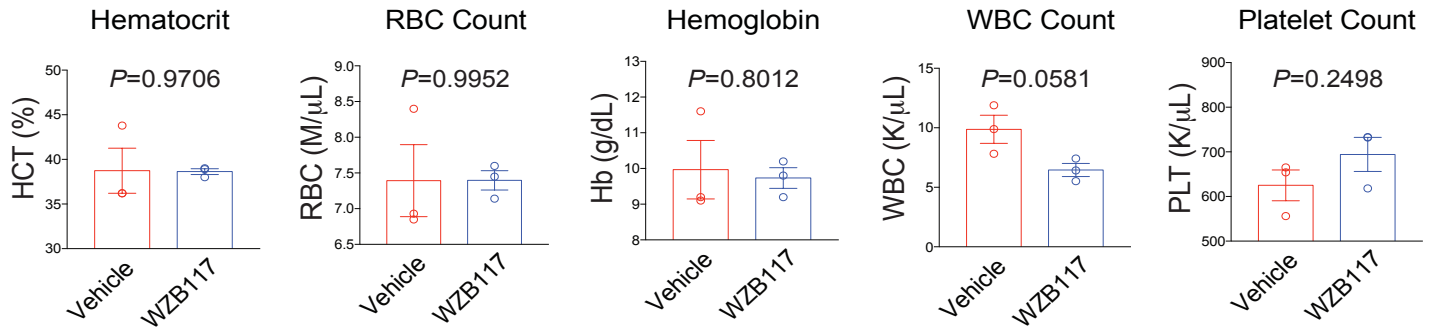 Hematocrit
HCT (%)
50
45
40
35
30
P=0.9706
Vehicle
WZB117
RBC Count
RBC (M/μL)
9.0
8.5
8.0
7.5
7.0
6.5
P=0.9952
Vehicle
WZB117
Hemoglobin
Hb (g/dL)
13
12
11
10
9
8
P=0.8012
Vehicle
WZB117
WBC Count
WBC (K/μL)
15
10
5
0
P=0.0581
Vehicle
WZB117
Platelet Count
PLT (K/μL)
900
800
700
600
500
P=0.2498
Vehicle
WZB117